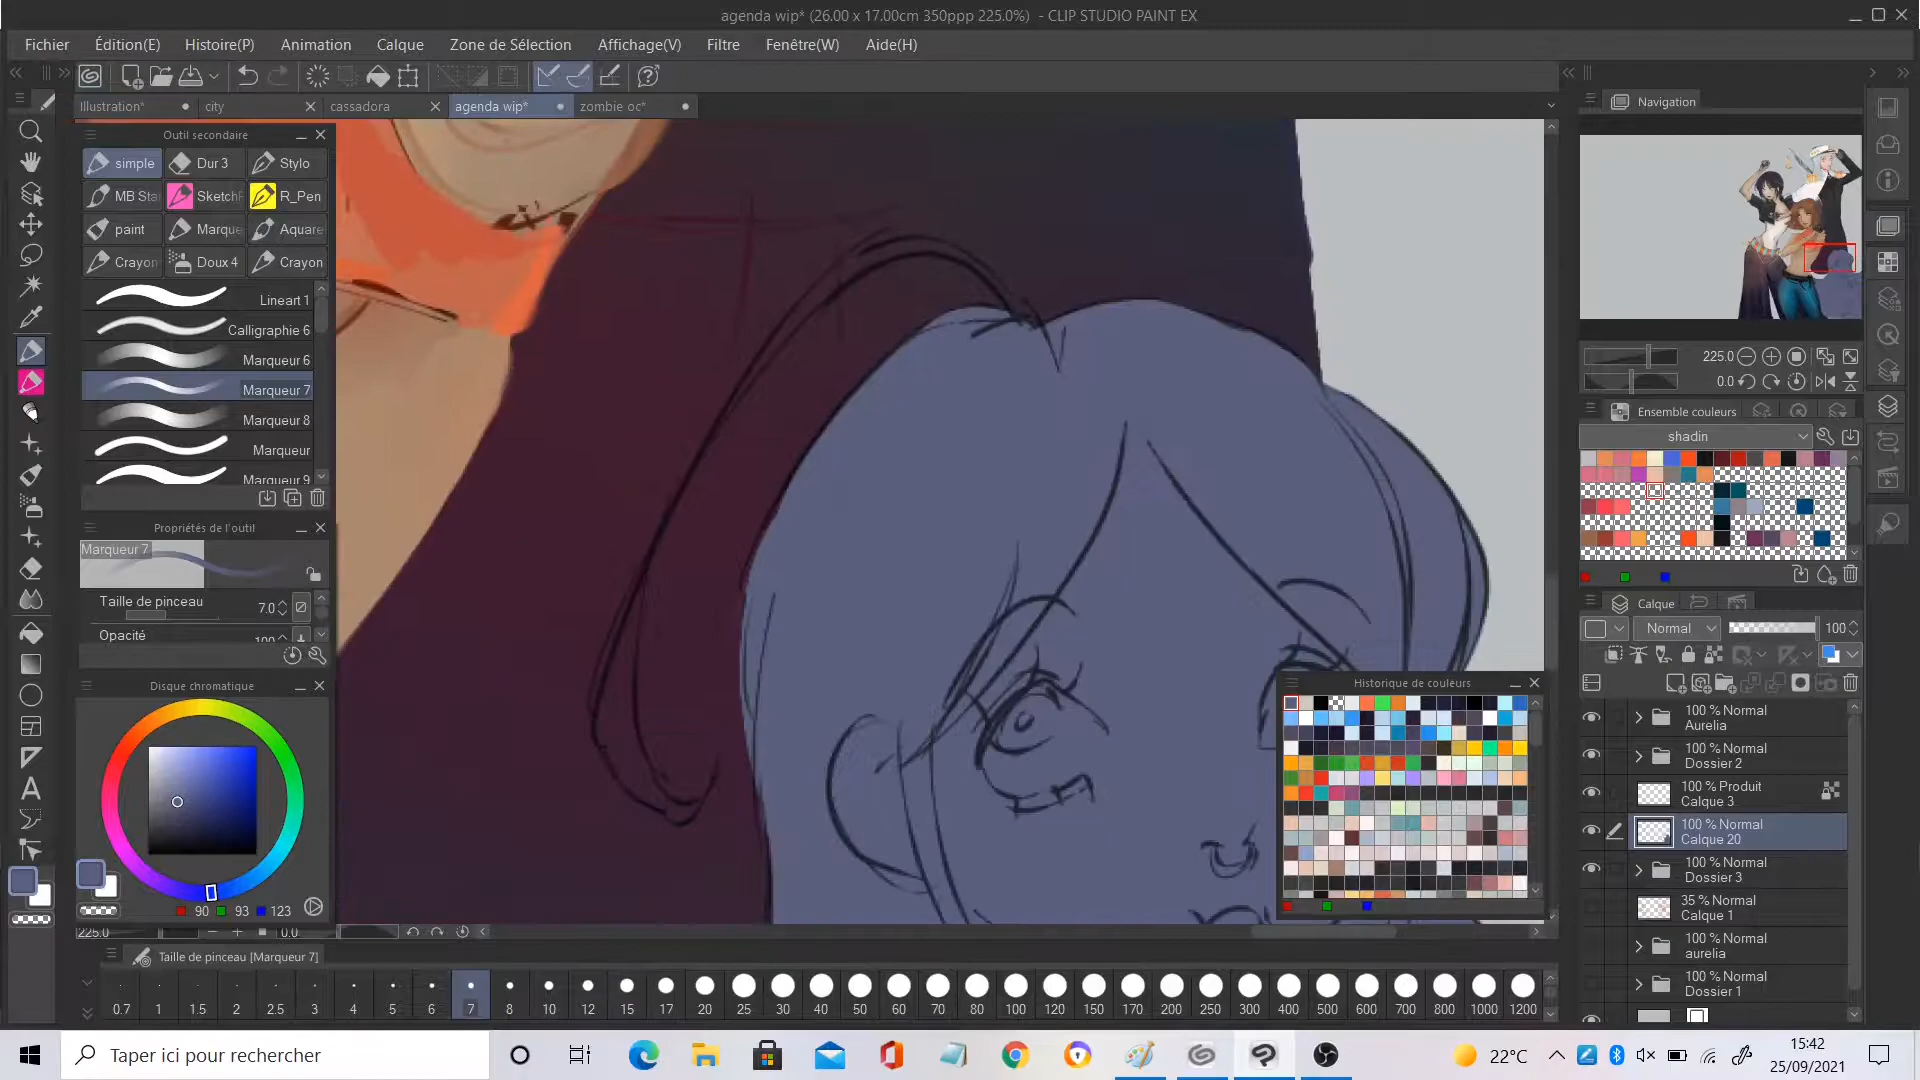 agenda wip* (26.00 x 17.00cm 350ppp 225.0%) - CLIP STUDIO PAINT EX
Fichier Édition(E) Histoire(P) Animation Calque Zone de Sélection Affichage(V) Filtre Fenêtre(W) Aide(H)
Illustration* city cassadora agenda wip* zombie oc*
Outil secondaire
simple Dur 3 Stylo
MB Sta Sketch R_Pen
paint Marque Aquare
Crayon Doux 4 Crayon
Lineart 1
Calligraphie 6
Marqueur 6
Marqueur 7
Marqueur 8
Marqueur
Marqueur 9
Propriétés de l'outil
Marqueur 7
Taille de pinceau 7.0
Opacité 100
Disque chromatique
90 93 123
225.0 0.0
Taille de pinceau [Marqueur 7]
0.7 1 1.5 2 2.5 3 4 5 6 7 8 10 12 15 17 20 25 30 40 50 60 70 80 100 120 150 170 200 250 300 400 500 600 700 800 1000 1200
Historique de couleurs
Navigation
225.0
0.0
Ensemble couleurs
shadin
Calque
Normal 100
100 % Normal
Aurelia
100 % Normal
Dossier 2
100 % Produit
Calque 3
100 % Normal
Calque 20
100 % Normal
Dossier 3
35 % Normal
Calque 1
100 % Normal
aurelia
100 % Normal
Dossier 1
Taper ici pour rechercher
22°C
15:42
25/09/2021